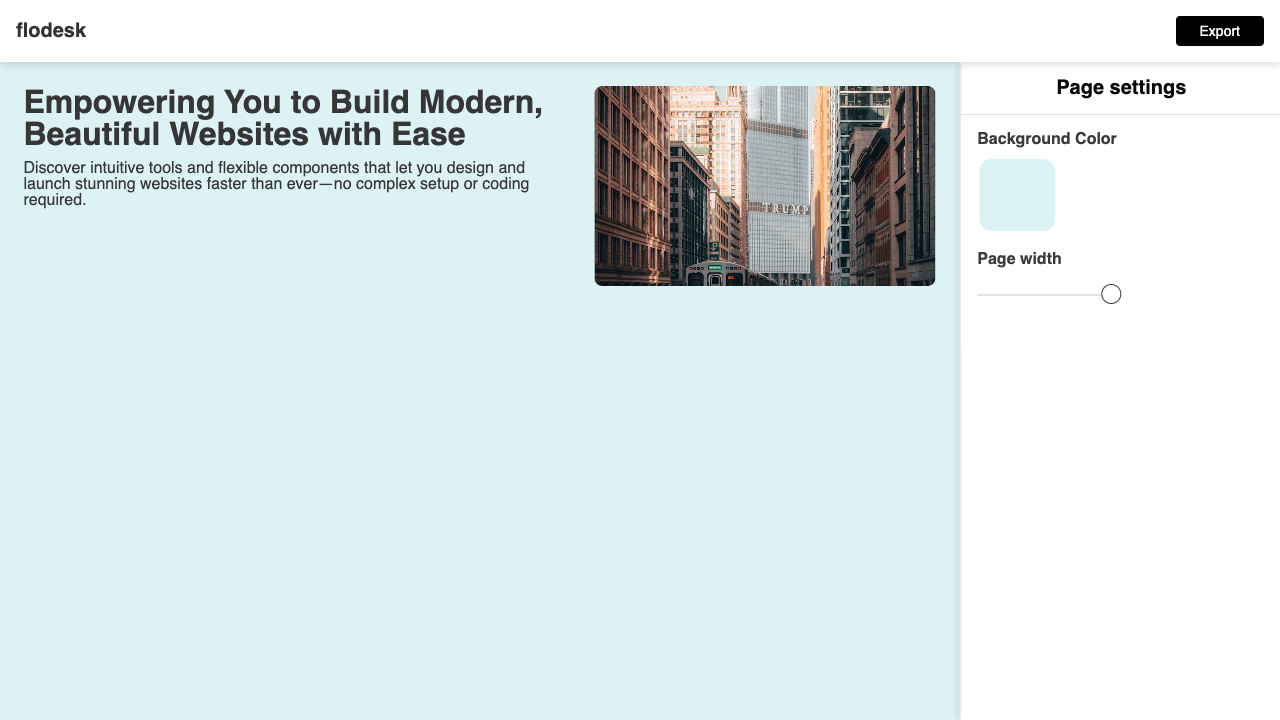 flodesk
Export
Empowering You to Build Modern,
Beautiful Websites with Ease
Discover intuitive tools and flexible components that let you design and
launch stunning websites faster than ever—no complex setup or coding
required.
TRUMP
Page settings
Background Color
Page width